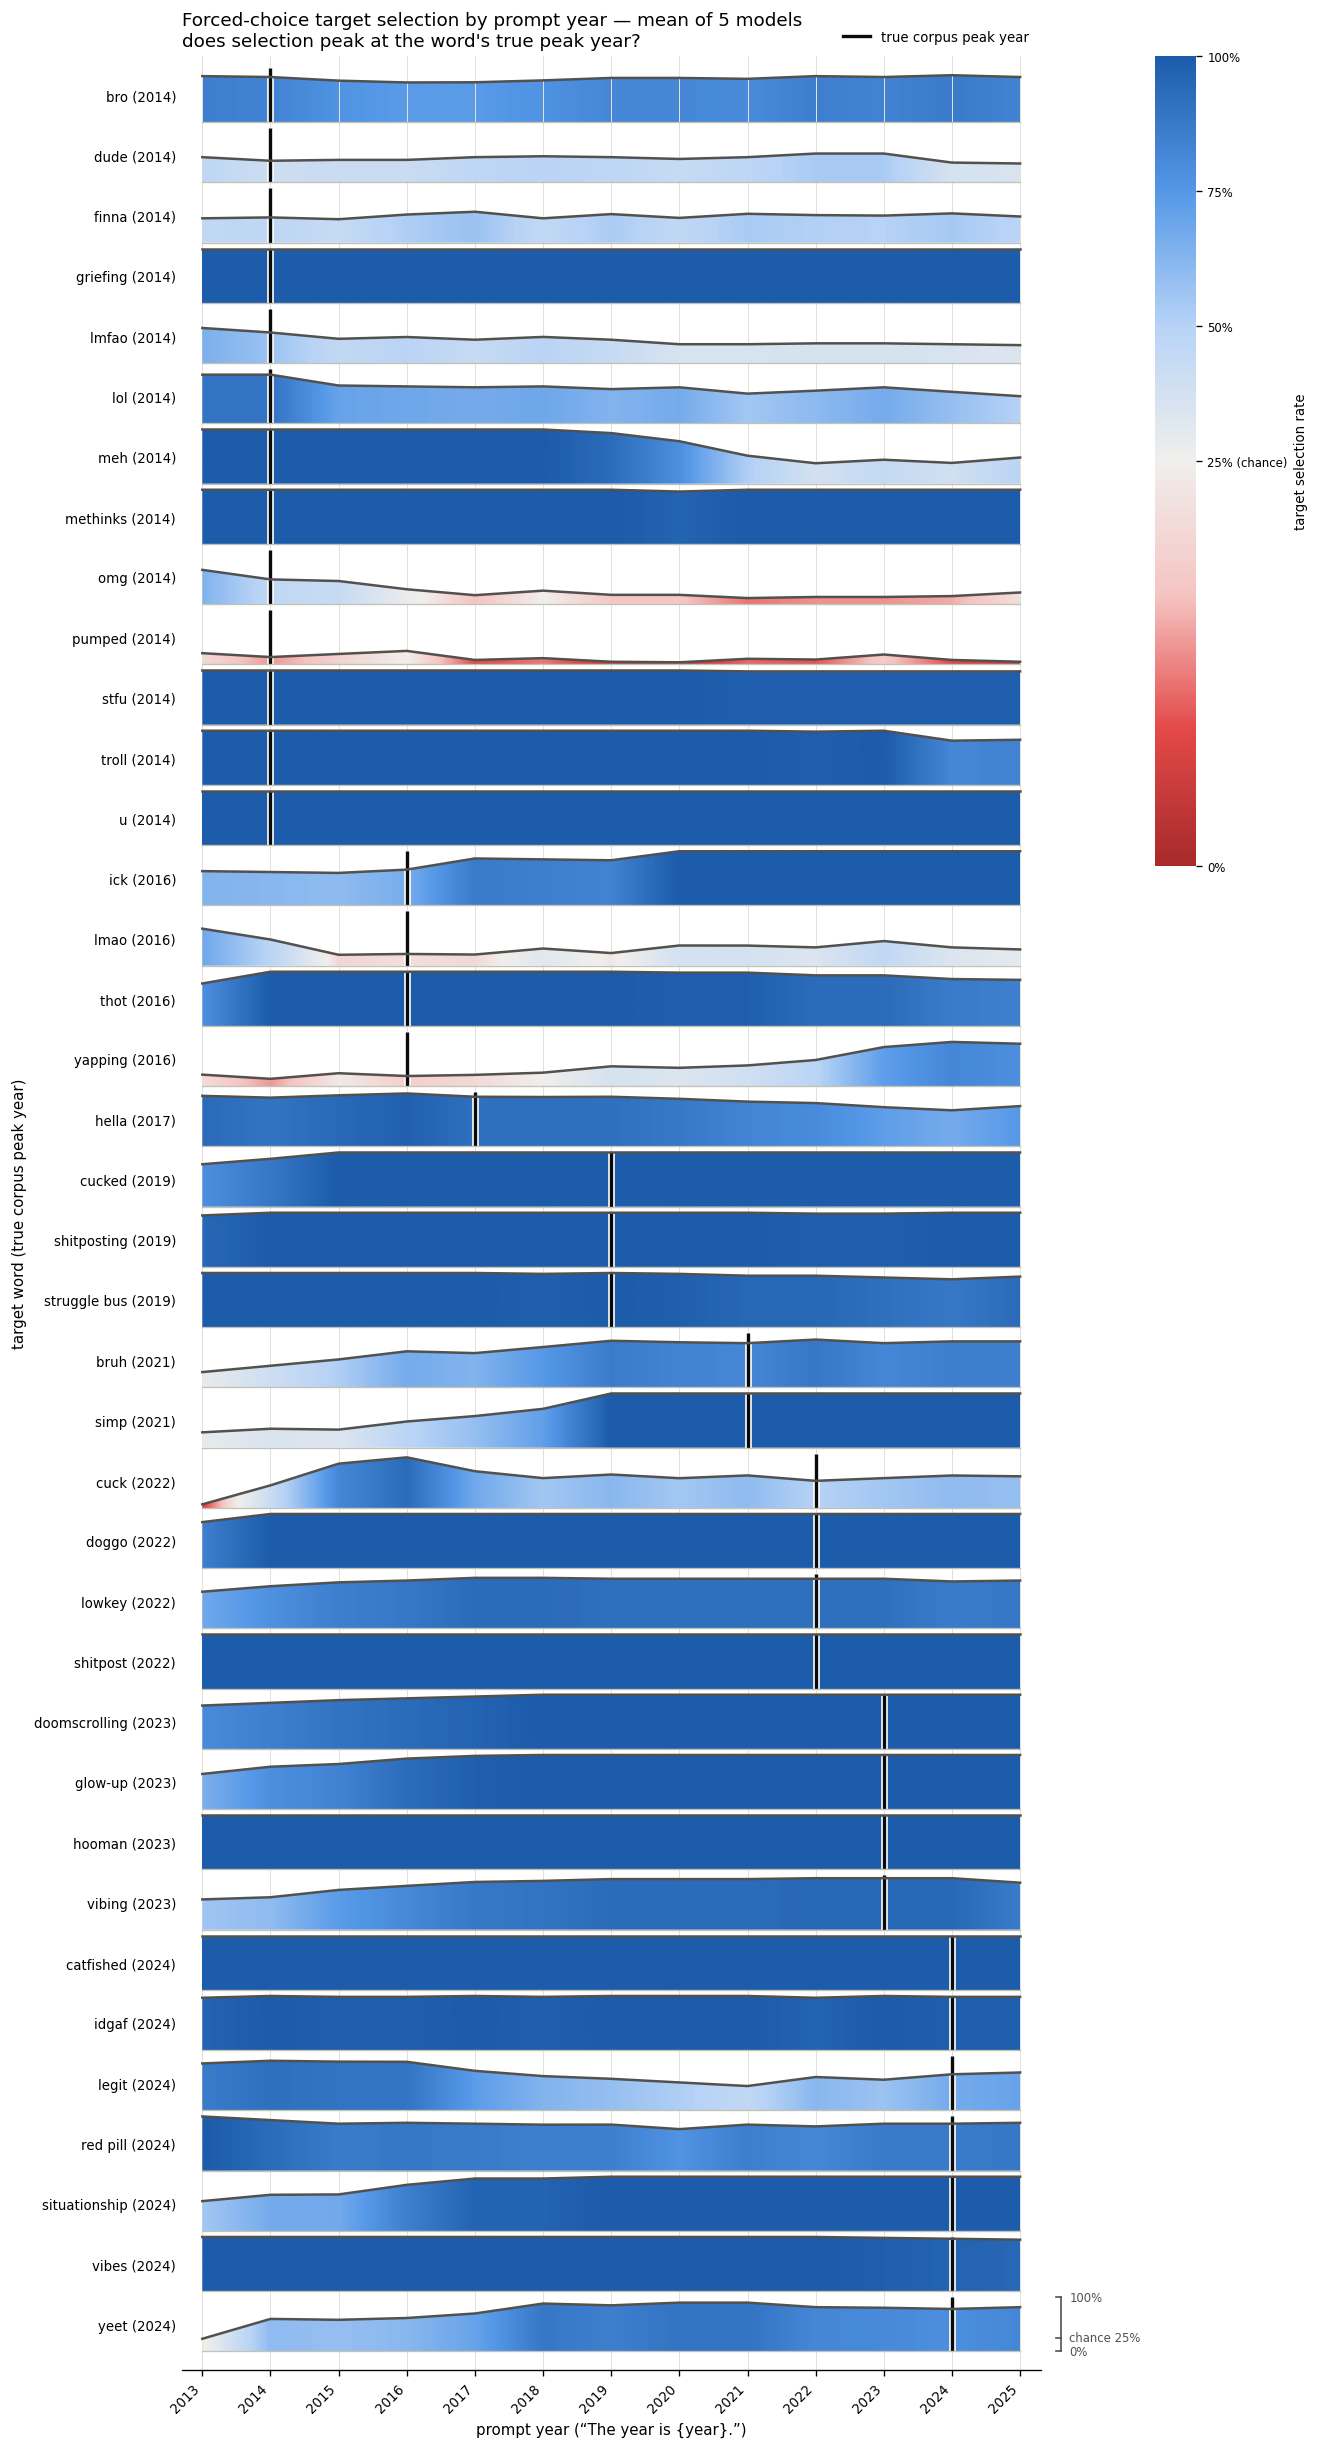 Forced-choice target selection by prompt year — mean of 5 models
does selection peak at the word's true peak year?
true corpus peak year
bro (2014)
dude (2014)
finna (2014)
griefing (2014)
lmfao (2014)
lol (2014)
meh (2014)
methinks (2014)
omg (2014)
pumped (2014)
stfu (2014)
troll (2014)
u (2014)
ick (2016)
lmao (2016)
thot (2016)
yapping (2016)
hella (2017)
cucked (2019)
shitposting (2019)
struggle bus (2019)
bruh (2021)
simp (2021)
cuck (2022)
doggo (2022)
lowkey (2022)
shitpost (2022)
doomscrolling (2023)
glow-up (2023)
hooman (2023)
vibing (2023)
catfished (2024)
idgaf (2024)
legit (2024)
red pill (2024)
situationship (2024)
vibes (2024)
yeet (2024)
target word (true corpus peak year)
100%
75%
50%
25% (chance)
0%
target selection rate
100%
chance 25%
0%
2013
2014
2015
2016
2017
2018
2019
2020
2021
2022
2023
2024
2025
prompt year (“The year is {year}.”)